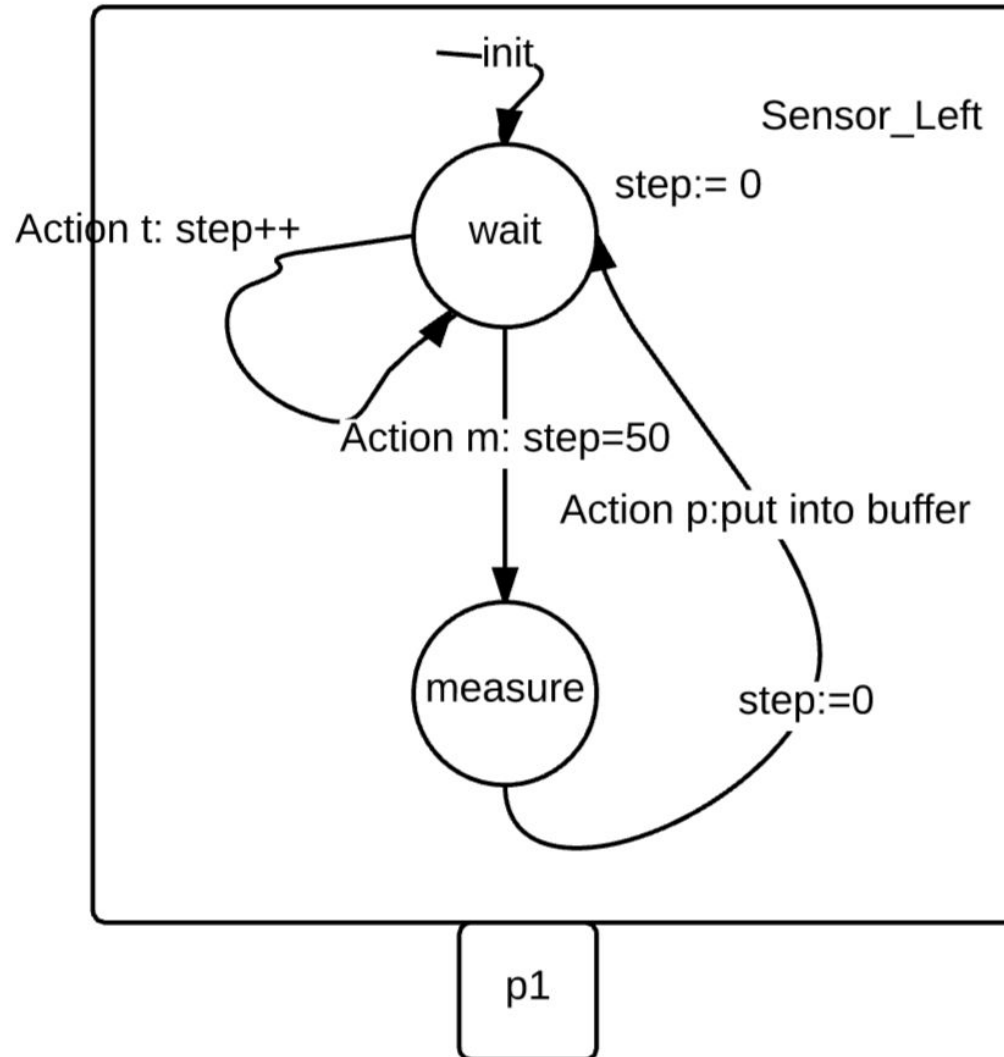 init
Sensor_Left
step:= 0
Action t: step++
wait
Action m: step=50
Action p:put into buffer
measure
step:=0
p1